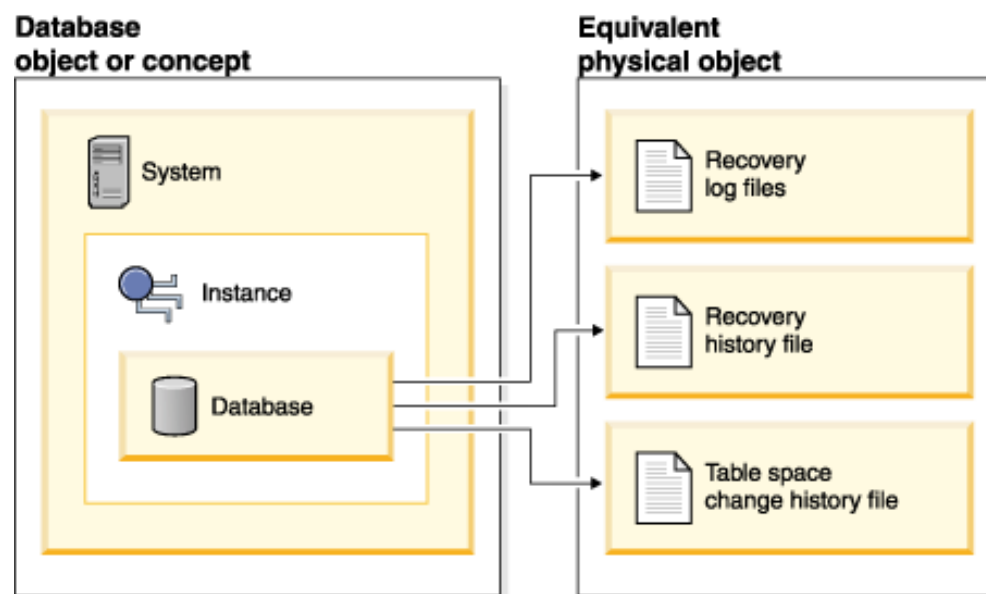 Database
object or concept
Equivalent
physical object
System
Instance
Database
Recovery
log files
Recovery
history file
Table space
change history file